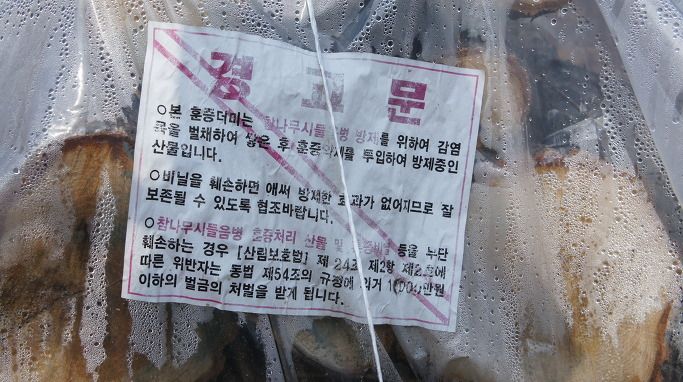 경 고 문
○본 훈증더미는 참나무시들음병 방제를 위하여 감염
목을 벌채하여 쌓은 후 훈증약제를 투입하여 방제중인
산물입니다.
○비닐을 훼손하면 애써 방제한 효과가 없어지므로 잘
보존될 수 있도록 협조바랍니다.
○참나무시들음병 훈증처리 산물 및 등을 무단
훼손하는 경우 [산림보호법] 제 24조 제2항 제2호에
따른 위반자는 동법 제54조의 규정에 의거 1,000만원
이하의 벌금의 처벌을 받게 됩니다.